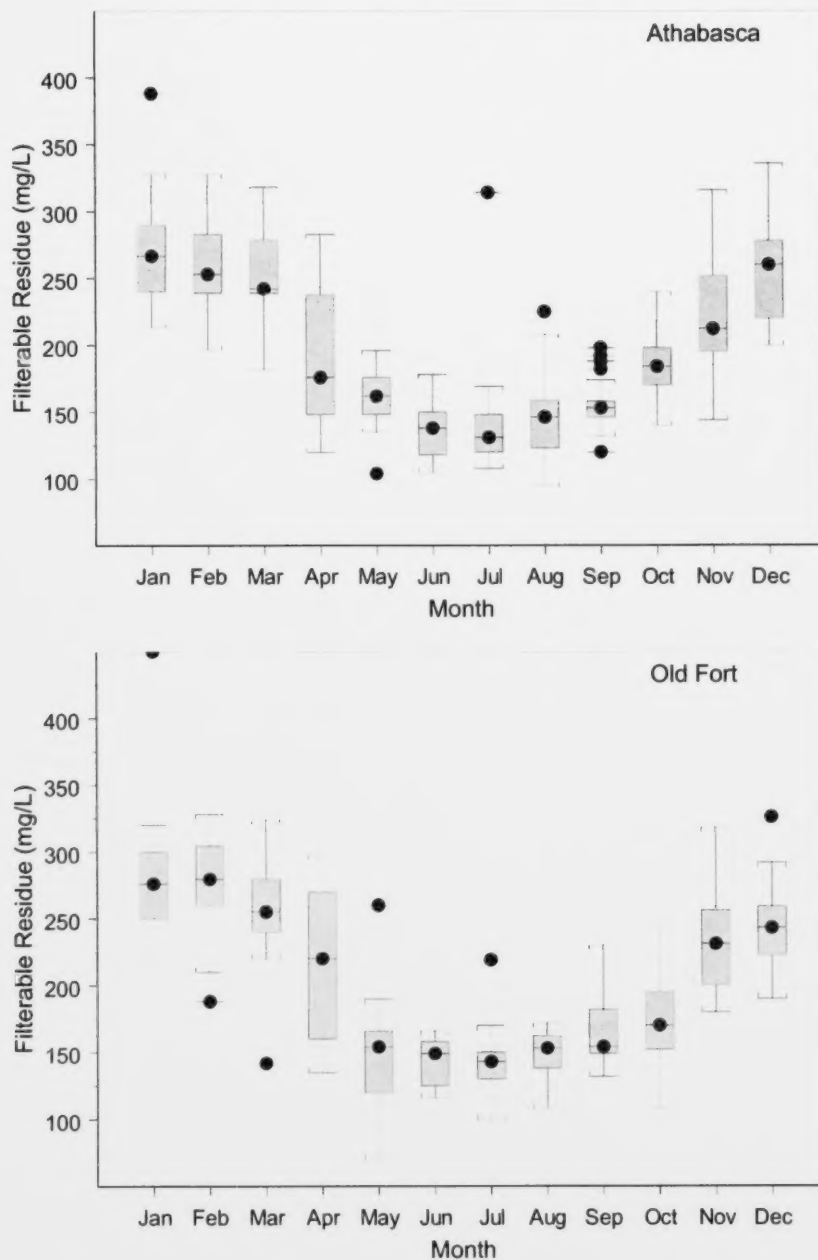 Athabasca
400
350
300
250
200
150
100
Filterable Residue (mg/L)
Jan Feb Mar Apr May Jun Jul Aug Sep Oct Nov Dec
Month
Old Fort
400
350
300
250
200
150
100
Filterable Residue (mg/L)
Jan Feb Mar Apr May Jun Jul Aug Sep Oct Nov Dec
Month